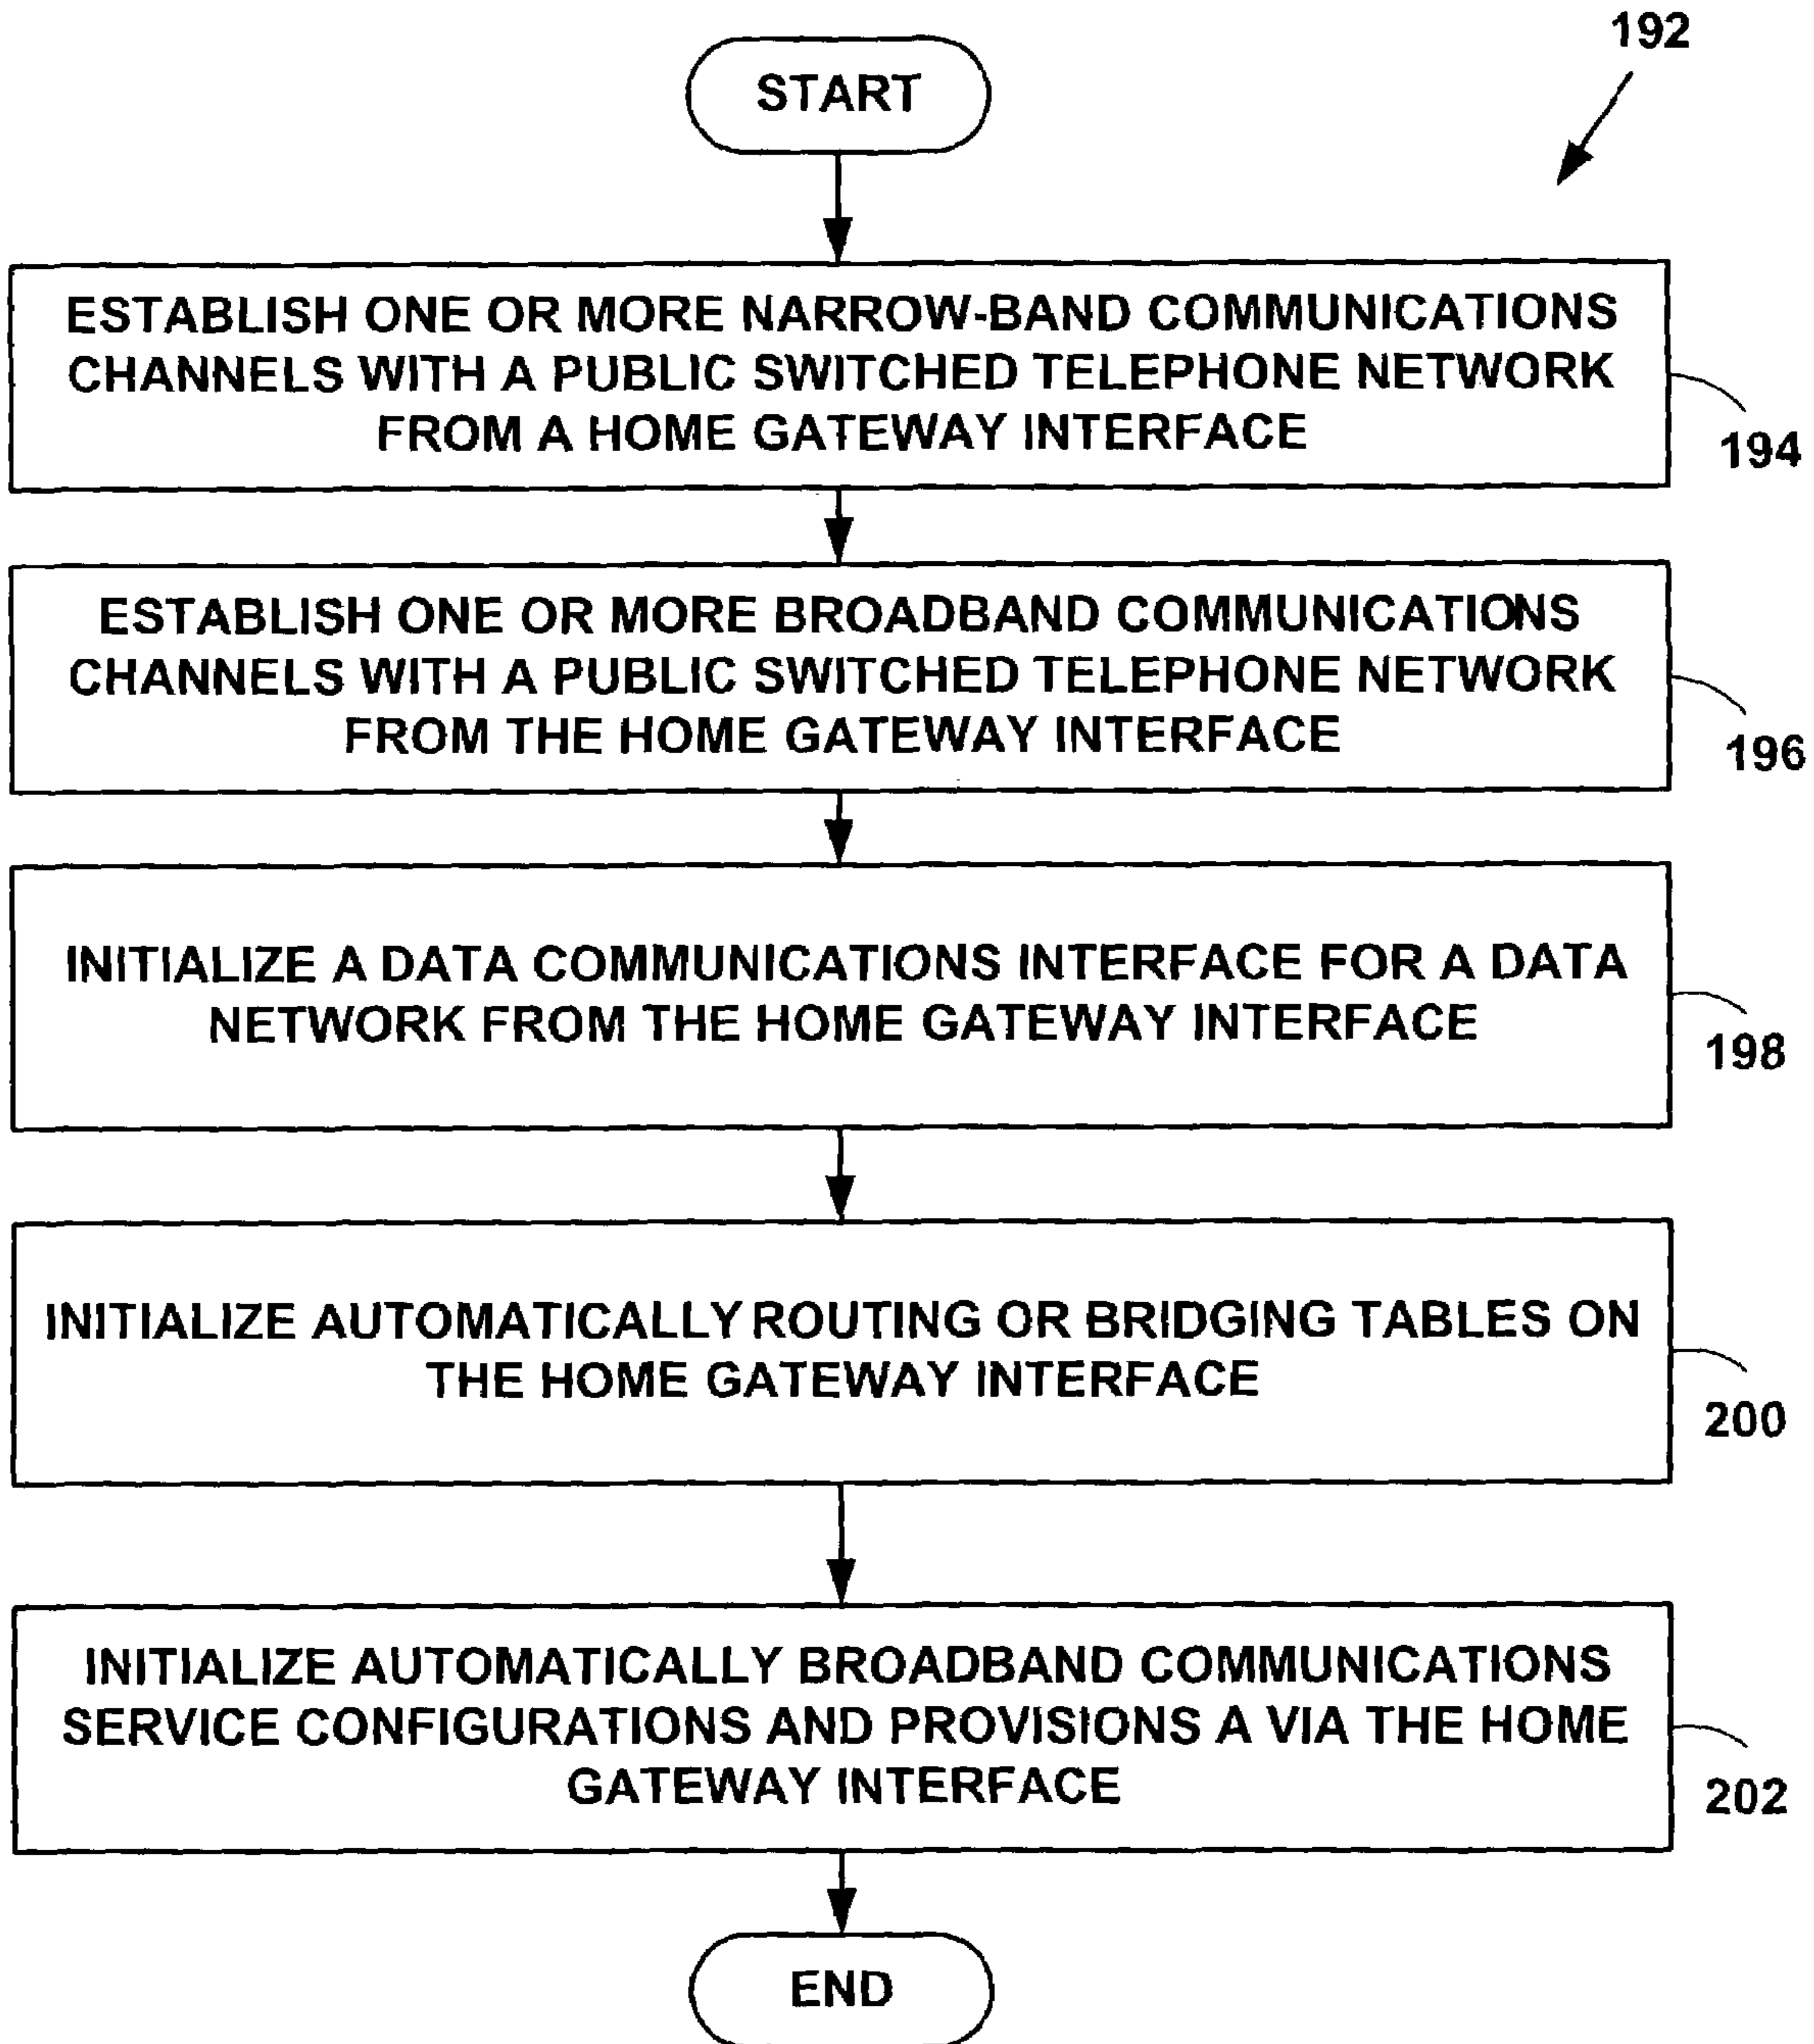 192
START
ESTABLISH ONE OR MORE NARROW-BAND COMMUNICATIONS
CHANNELS WITH A PUBLIC SWITCHED TELEPHONE NETWORK
FROM A HOME GATEWAY INTERFACE
194
ESTABLISH ONE OR MORE BROADBAND COMMUNICATIONS
CHANNELS WITH A PUBLIC SWITCHED TELEPHONE NETWORK
FROM THE HOME GATEWAY INTERFACE
196
INITIALIZE A DATA COMMUNICATIONS INTERFACE FOR A DATA
NETWORK FROM THE HOME GATEWAY INTERFACE
198
INITIALIZE AUTOMATICALLY ROUTING OR BRIDGING TABLES ON
THE HOME GATEWAY INTERFACE
200
INITIALIZE AUTOMATICALLY BROADBAND COMMUNICATIONS
SERVICE CONFIGURATIONS AND PROVISIONS A VIA THE HOME
GATEWAY INTERFACE
202
END